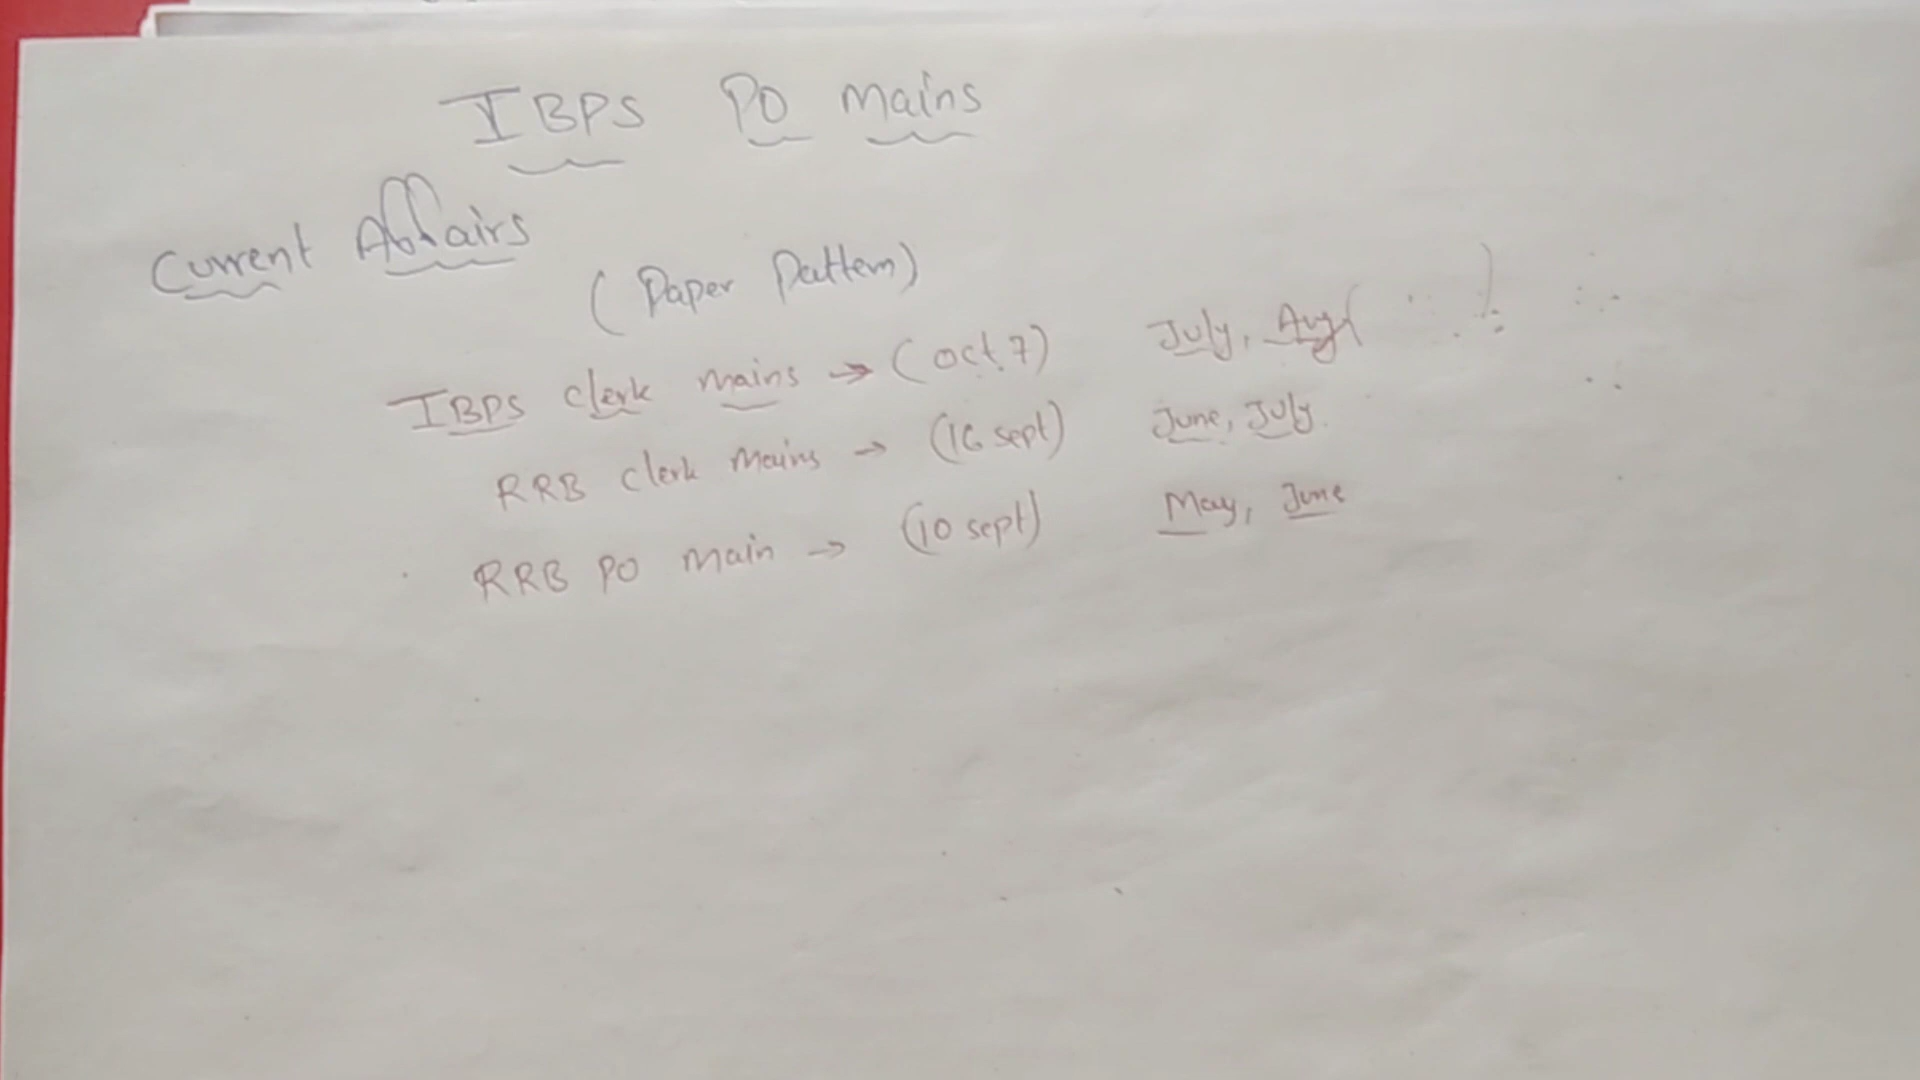 IBPS PO Mains
Current Affairs
(Paper Pattern)
IBPS clerk mains → (oct 7) July, Aug(
RRB clerk Mains → (16 sept) June, July
RRB PO main → (10 sept) May, June